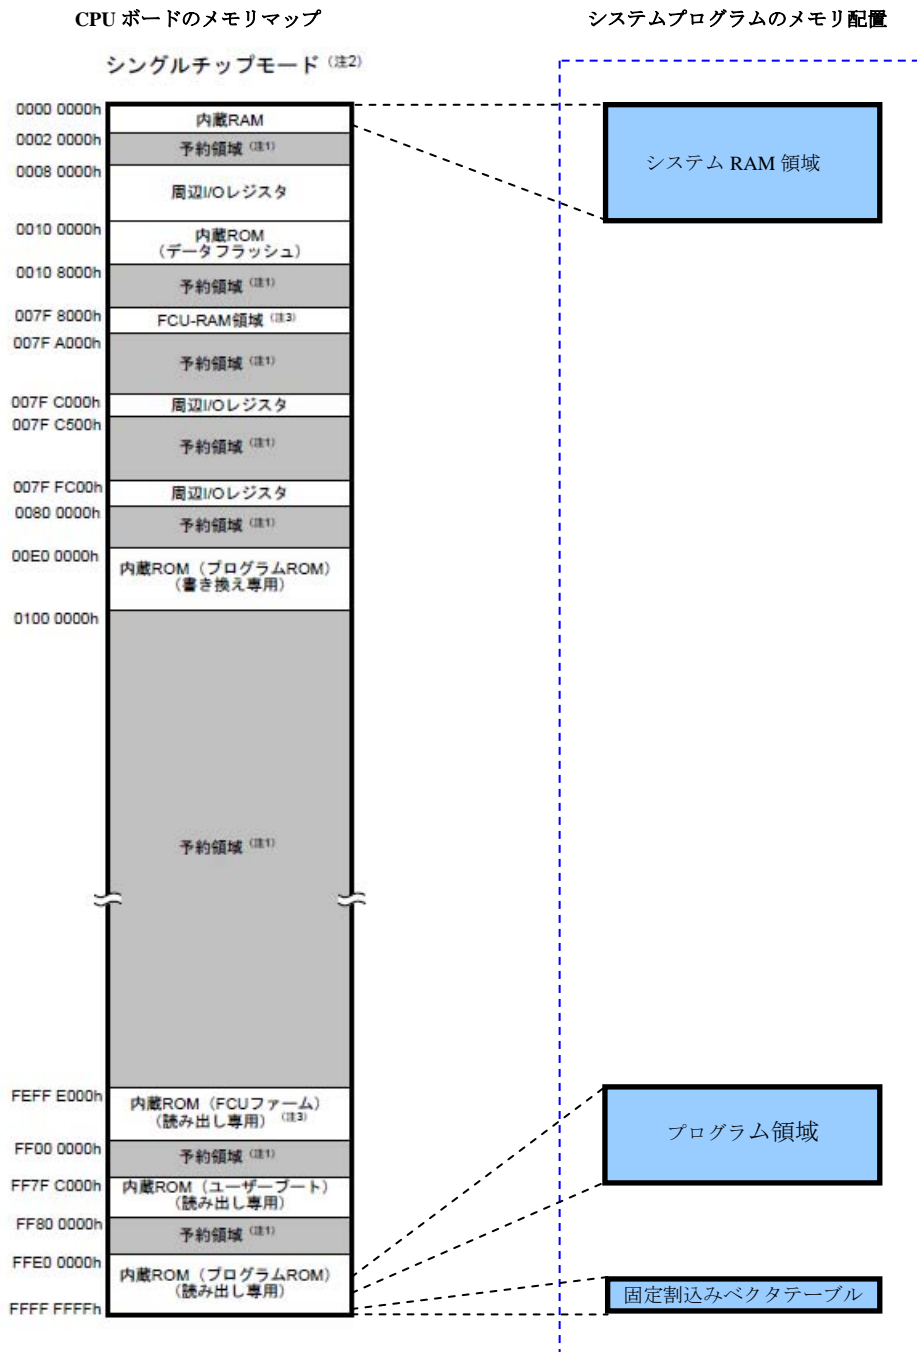 CPU ボードのメモリマップ
システムプログラムのメモリ配置
シングルチップモード (注2)
0000 0000h
内蔵RAM
0002 0000h
予約領域 (注1)
0008 0000h
周辺I/Oレジスタ
0010 0000h
内蔵ROM
(データフラッシュ)
0010 8000h
予約領域 (注1)
007F 8000h
FCU-RAM領域 (注3)
007F A000h
予約領域 (注1)
007F C000h
周辺I/Oレジスタ
007F C500h
予約領域 (注1)
007F FC00h
周辺I/Oレジスタ
0080 0000h
予約領域 (注1)
00E0 0000h
内蔵ROM(プログラムROM)
(書き換え専用)
0100 0000h
予約領域 (注1)
FEFF E000h
内蔵ROM(FCUファーム)
(読み出し専用) (注3)
FF00 0000h
予約領域 (注1)
FF7F C000h
内蔵ROM(ユーザーブート)
(読み出し専用)
FF80 0000h
予約領域 (注1)
FFE0 0000h
内蔵ROM(プログラムROM)
(読み出し専用)
FFFF FFFFh
システム RAM 領域
プログラム領域
固定割込みベクタテーブル